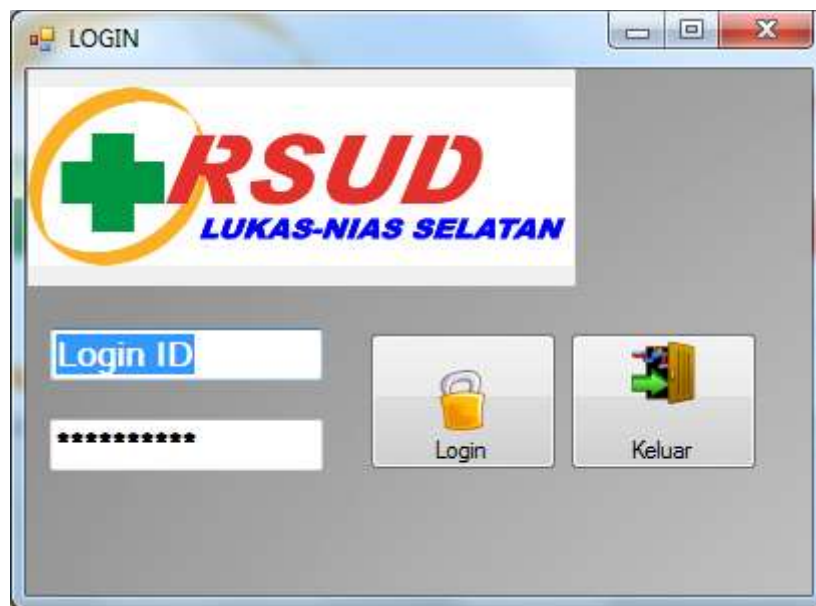 LOGIN
RSUD
LUKAS-NIAS SELATAN
Login ID
**********
Login
Keluar